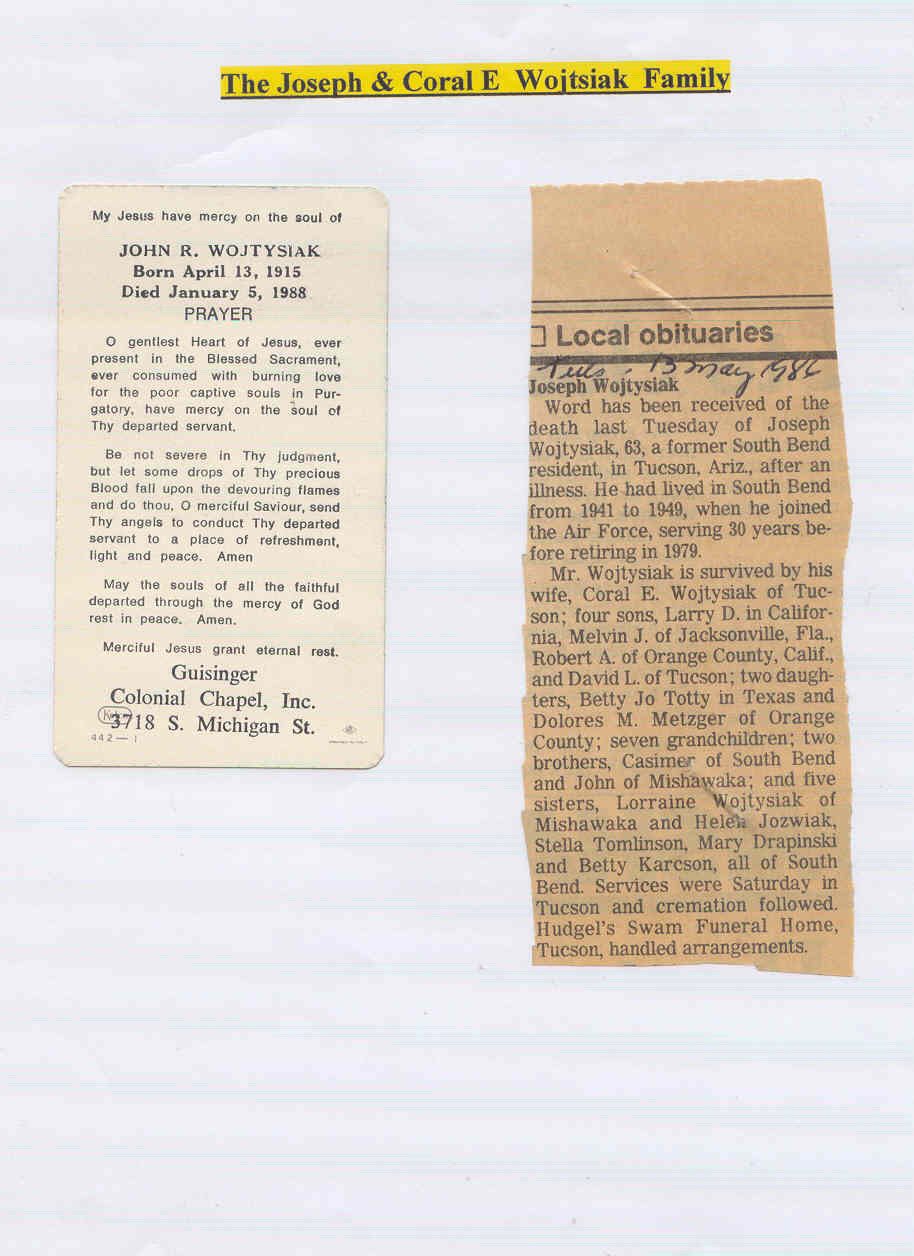 The Joseph & Coral E Wojtsiak Family
My Jesus have mercy on the soul of
JOHN R. WOJTYSIAK
Born April 13, 1915
Died January 5, 1988
PRAYER
O gentlest Heart of Jesus, ever
present in the Blessed Sacrament,
ever consumed with burning love
for the poor captive souls in Pur-
gatory, have mercy on the soul of
Thy departed servant.
Be not severe in Thy judgment,
but let some drops of Thy precious
Blood fall upon the devouring flames
and do thou, O merciful Saviour, send
Thy angels to conduct Thy departed
servant to a place of refreshment,
light and peace. Amen
May the souls of all the faithful
departed through the mercy of God
rest in peace. Amen.
Merciful Jesus grant eternal rest.
Guisinger
Colonial Chapel, Inc.
3718 S. Michigan St.
442 — 1
Local obituaries
Tues - 13 May 1986
Joseph Wojtysiak
Word has been received of the
death last Tuesday of Joseph
Wojtysiak, 63, a former South Bend
resident, in Tucson, Ariz., after an
illness. He had lived in South Bend
from 1941 to 1949, when he joined
the Air Force, serving 30 years be-
fore retiring in 1979.
Mr. Wojtysiak is survived by his
wife, Coral E. Wojtysiak of Tuc-
son; four sons, Larry D. in Califor-
nia, Melvin J. of Jacksonville, Fla.,
Robert A. of Orange County, Calif.,
and David L. of Tucson; two daugh-
ters, Betty Jo Totty in Texas and
Dolores M. Metzger of Orange
County; seven grandchildren; two
brothers, Casimer of South Bend
and John of Mishawaka; and five
sisters, Lorraine Wojtysiak of
Mishawaka and Helen Jozwiak,
Stella Tomlinson, Mary Drapinski
and Betty Karcson, all of South
Bend. Services were Saturday in
Tucson and cremation followed.
Hudgel's Swam Funeral Home,
Tucson, handled arrangements.